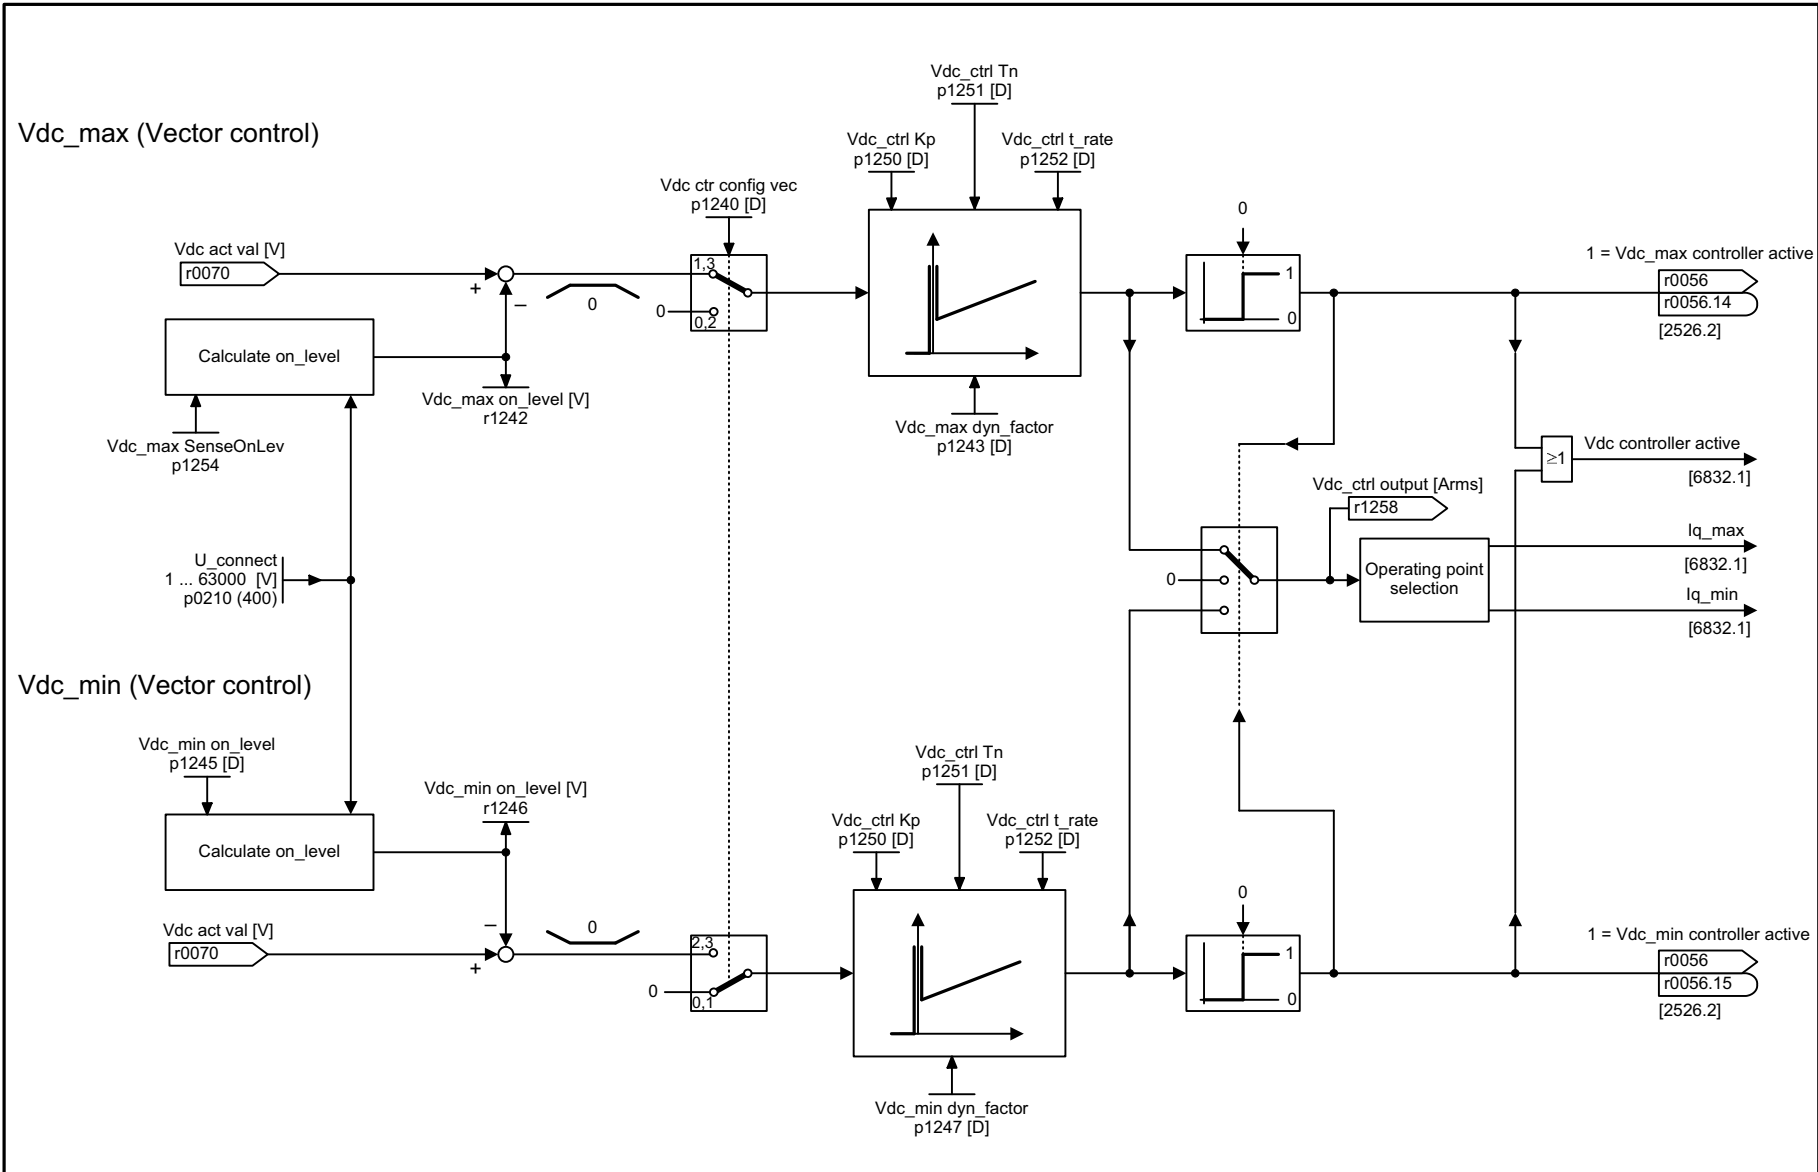 Vdc_max (Vector control)
Vdc_ctrl Tn
p1251 [D]
Vdc_ctrl Kp
p1250 [D]
Vdc_ctrl t_rate
p1252 [D]
Vdc ctr config vec
p1240 [D]
0
Vdc act val [V]
r0070
+
–
0
1,3
0
0,2
1
0
1 = Vdc_max controller active
r0056
r0056.14
[2526.2]
Calculate on_level
Vdc_max on_level [V]
r1242
Vdc_max SenseOnLev
p1254
Vdc_max dyn_factor
p1243 [D]
≥1
Vdc controller active
[6832.1]
Vdc_ctrl output [Arms]
r1258
U_connect
1 ... 63000 [V]
p0210 (400)
0
Operating point
selection
Iq_max
[6832.1]
Iq_min
[6832.1]
Vdc_min (Vector control)
Vdc_min on_level
p1245 [D]
Vdc_min on_level [V]
r1246
Vdc_ctrl Tn
p1251 [D]
Vdc_ctrl Kp
p1250 [D]
Vdc_ctrl t_rate
p1252 [D]
Calculate on_level
0
Vdc act val [V]
r0070
+
–
0
2,3
0
0,1
1
0
1 = Vdc_min controller active
r0056
r0056.15
[2526.2]
Vdc_min dyn_factor
p1247 [D]